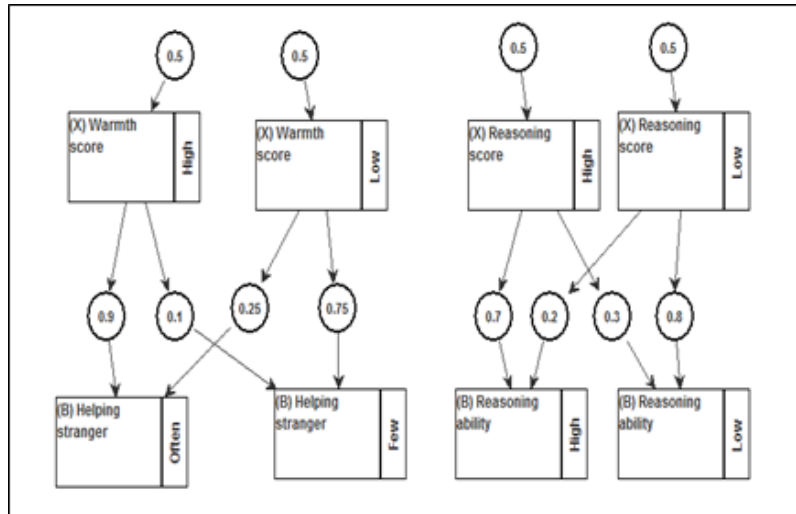 0.5
0.5
0.5
0.5
(X) Warmth
score
High
(X) Warmth
score
Low
(X) Reasoning
score
High
(X) Reasoning
score
Low
0.9
0.1
0.25
0.75
0.7
0.2
0.3
0.8
(B) Helping
stranger
Often
(B) Helping
stranger
Few
(B) Reasoning
ability
High
(B) Reasoning
ability
Low